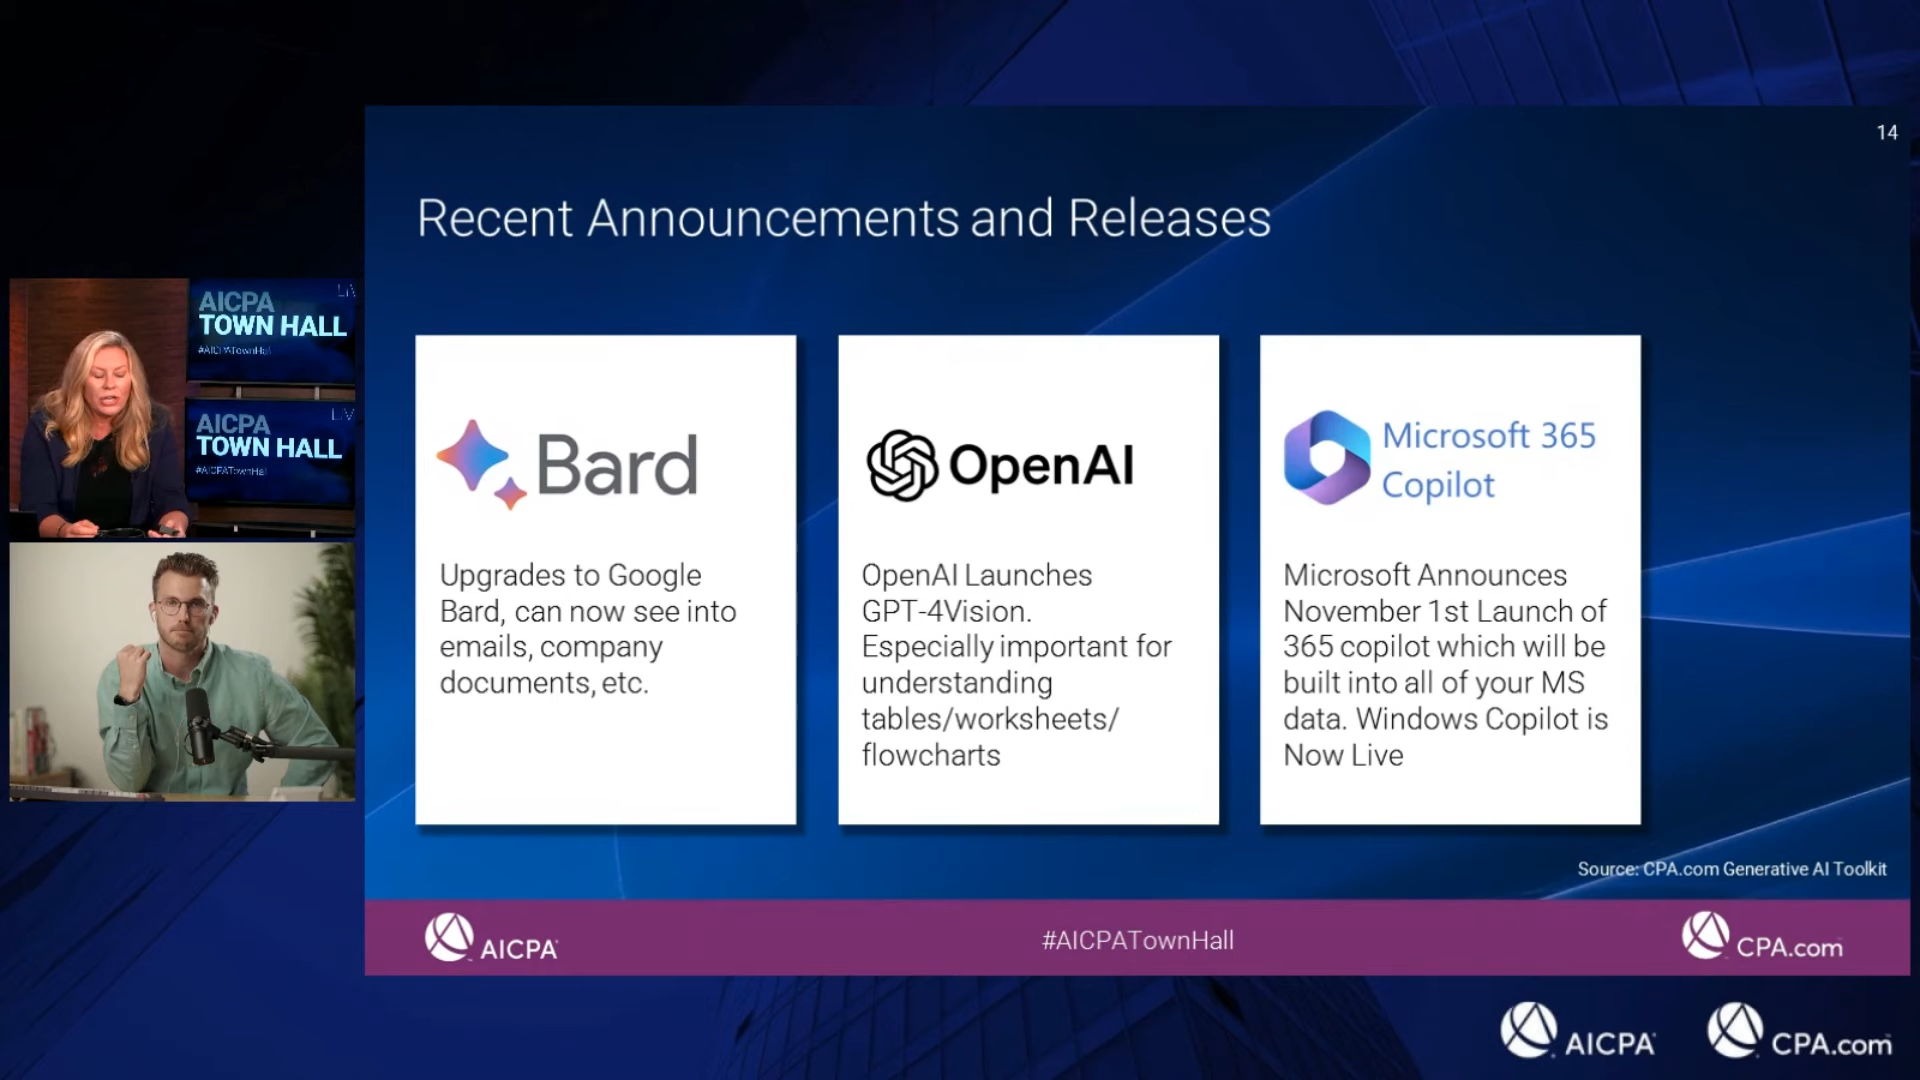 14
Recent Announcements and Releases
AICPA
TOWN HALL
#AICPATownHall
AICPA
TOWN HALL
#AICPATownHall
Bard
Upgrades to Google
Bard, can now see into
emails, company
documents, etc.
OpenAI
OpenAI Launches
GPT-4Vision.
Especially important for
understanding
tables/worksheets/
flowcharts
Microsoft 365
Copilot
Microsoft Announces
November 1st Launch of
365 copilot which will be
built into all of your MS
data. Windows Copilot is
Now Live
Source: CPA.com Generative AI Toolkit
AICPA
#AICPATownHall
CPA.com
AICPA
CPA.com